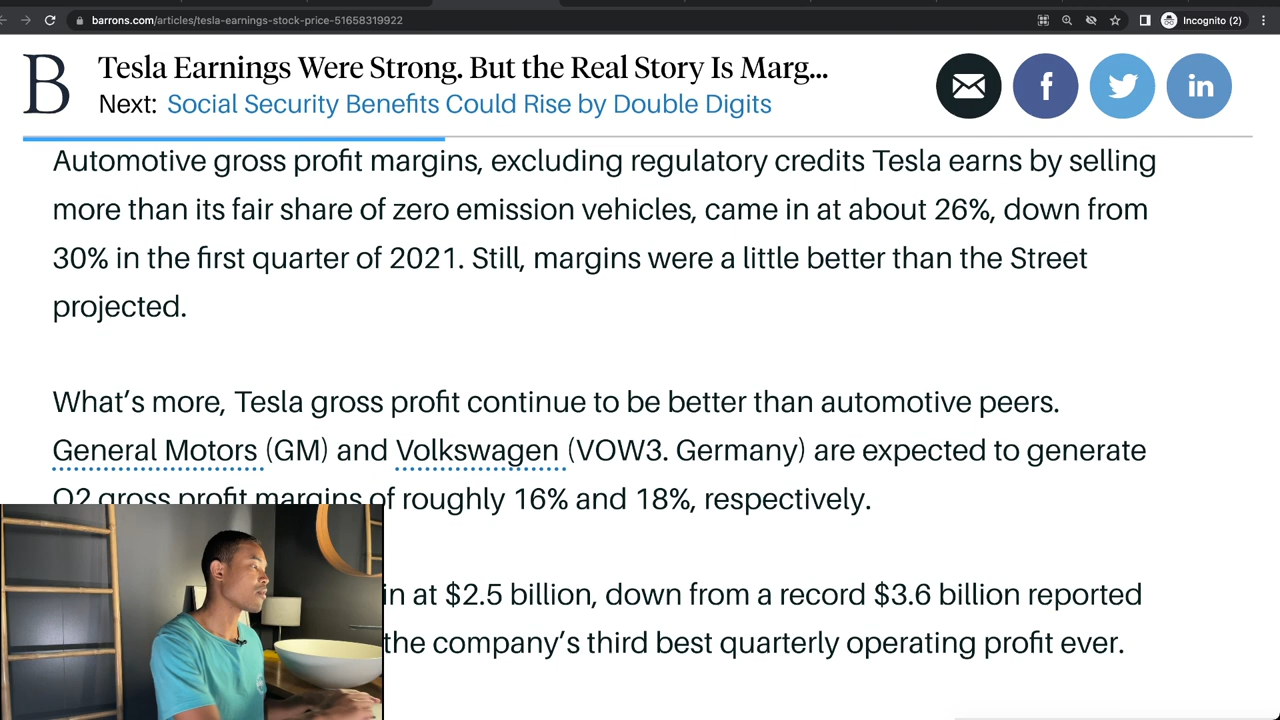 barrons.com/articles/tesla-earnings-stock-price-51658319922
Incognito (2)
B
Tesla Earnings Were Strong. But the Real Story Is Marg...
Next: Social Security Benefits Could Rise by Double Digits
f
in
Automotive gross profit margins, excluding regulatory credits Tesla earns by selling
more than its fair share of zero emission vehicles, came in at about 26%, down from
30% in the first quarter of 2021. Still, margins were a little better than the Street
projected.
What’s more, Tesla gross profit continue to be better than automotive peers.
General Motors (GM) and Volkswagen (VOW3. Germany) are expected to generate
Q2 gross profit margins of roughly 16% and 18%, respectively.
in at $2.5 billion, down from a record $3.6 billion reported
the company’s third best quarterly operating profit ever.